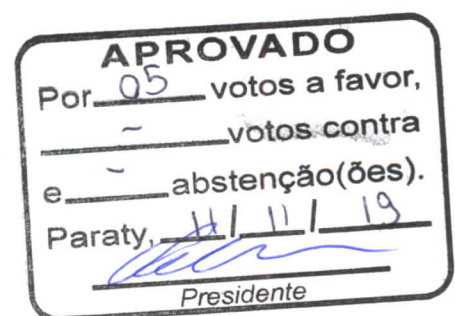 APROVADO
Por 05 votos a favor,
- votos contra
e - abstenção(ões).
Paraty, 11 / 11 / 19
Presidente